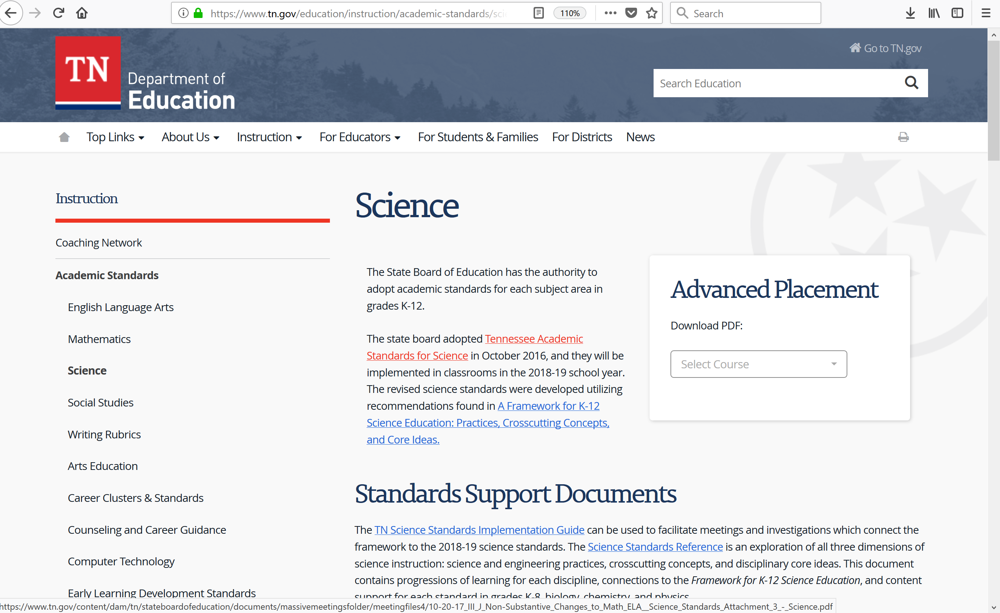 https://www.tn.gov/education/instruction/academic-standards/sci
110%
Search
TN
Department of
Education
Go to TN.gov
Search Education
Top Links
About Us
Instruction
For Educators
For Students & Families
For Districts
News
Instruction
Coaching Network
Academic Standards
English Language Arts
Mathematics
Science
Social Studies
Writing Rubrics
Arts Education
Career Clusters & Standards
Counseling and Career Guidance
Computer Technology
Early Learning Development Standards
Science
The State Board of Education has the authority to
adopt academic standards for each subject area in
grades K-12.
The state board adopted Tennessee Academic
Standards for Science in October 2016, and they will be
implemented in classrooms in the 2018-19 school year.
The revised science standards were developed utilizing
recommendations found in A Framework for K-12
Science Education: Practices, Crosscutting Concepts,
and Core Ideas.
Advanced Placement
Download PDF:
Select Course
Standards Support Documents
The TN Science Standards Implementation Guide can be used to facilitate meetings and investigations which connect the
framework to the 2018-19 science standards. The Science Standards Reference is an exploration of all three dimensions of
science instruction: science and engineering practices, crosscutting concepts, and disciplinary core ideas. This document
contains progressions of learning for each discipline, connections to the Framework for K-12 Science Education, and content
support for each standard in grades K-8, biology, chemistry, and physics.
https://www.tn.gov/content/dam/tn/stateboardofeducation/documents/massivemeetingsfolder/meetingfiles4/10-20-17_III_J_Non-Substantive_Changes_to_Math_ELA__Science_Standards_Attachment_3_-_Science.pdf